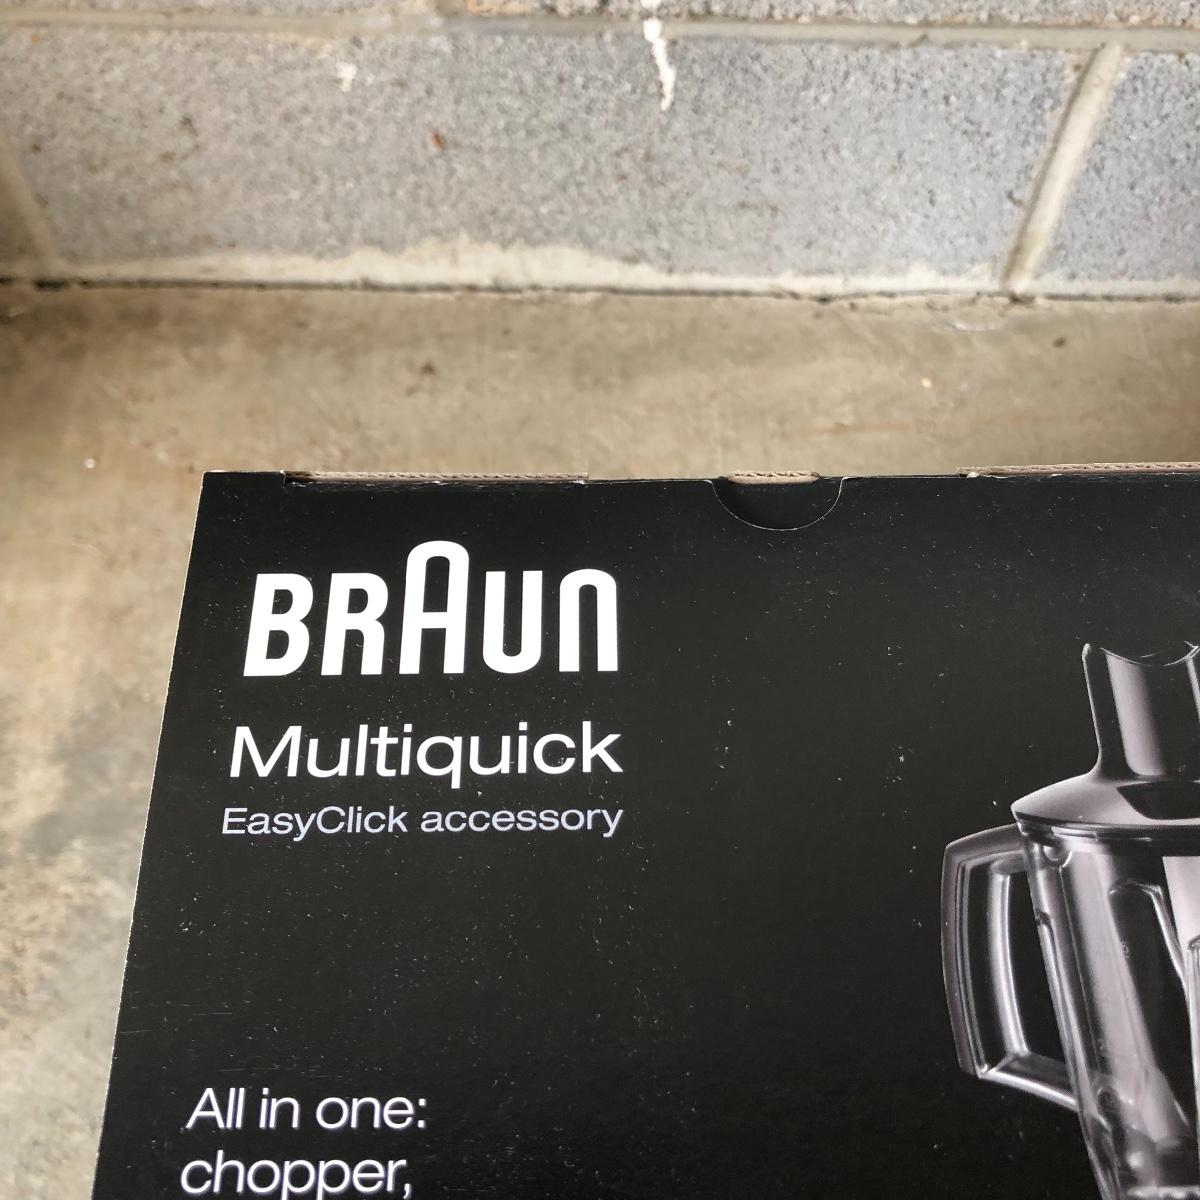 BRAUN
Multiquick
EasyClick accessory
All in one:
chopper,